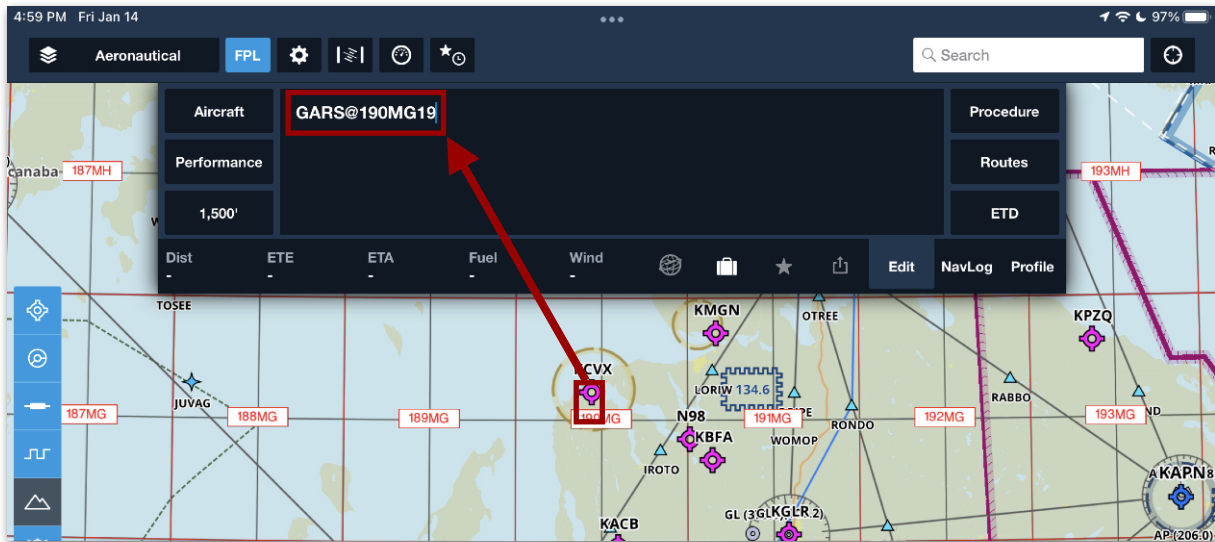 4:59 PM Fri Jan 14
97%
Aeronautical
FPL
Search
Aircraft
GARS@190MG19
Procedure
Performance
Routes
1,500'
ETD
Dist
ETE
ETA
Fuel
Wind
-
-
-
-
-
Edit
NavLog
Profile
canaba
187MH
193MH
TOSEE
KMGN
OTREE
KPZQ
KCVX
LORIW
134.6
JUVAG
RABBO
187MG
188MG
189MG
190MG
N98
191MG
192MG
193MG
ND
KBFA
WOMOP
RONDO
IROTO
KAPN
KACB
KGLR
AP (206.0)